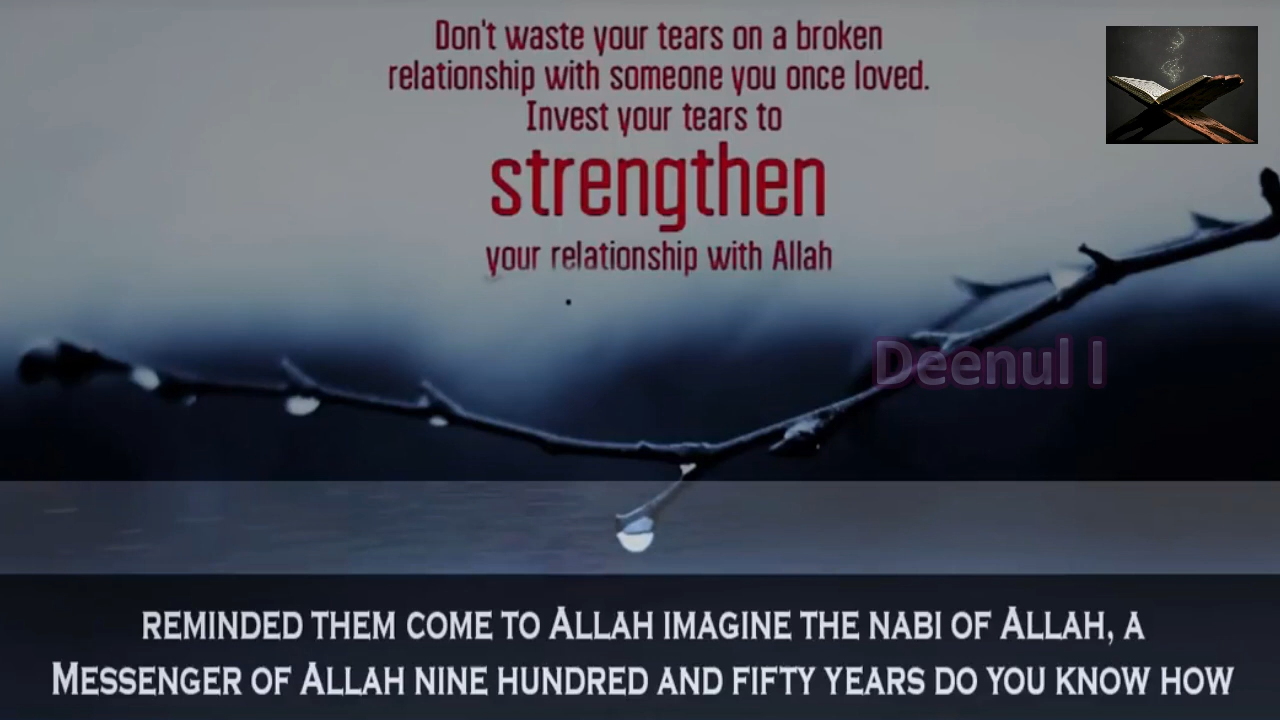 Don't waste your tears on a broken
relationship with someone you once loved.
Invest your tears to
strengthen
your relationship with Allah
Deenul I
REMINDED THEM COME TO ALLAH IMAGINE THE NABI OF ALLAH, A
MESSENGER OF ALLAH NINE HUNDRED AND FIFTY YEARS DO YOU KNOW HOW